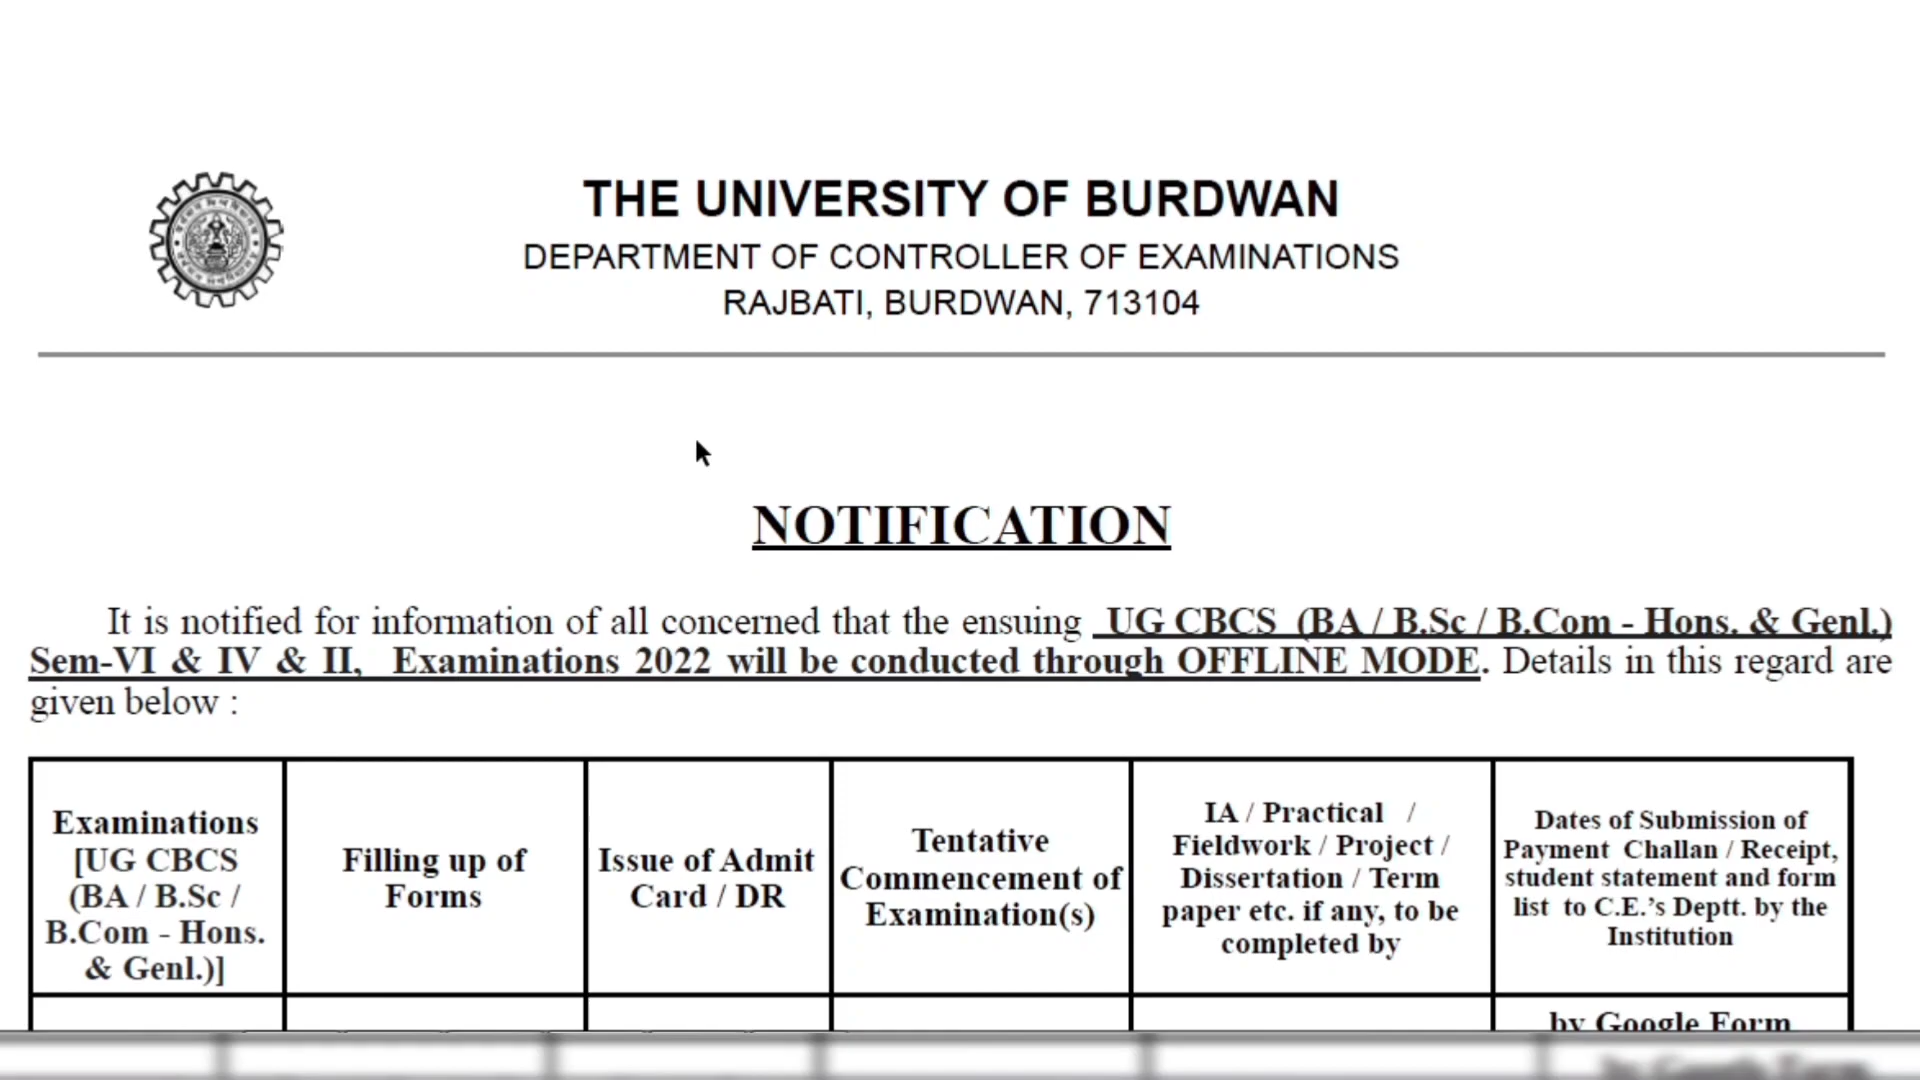 THE UNIVERSITY OF BURDWAN
DEPARTMENT OF CONTROLLER OF EXAMINATIONS
RAJBATI, BURDWAN, 713104
NOTIFICATION
It is notified for information of all concerned that the ensuing UG CBCS (BA / B.Sc / B.Com - Hons. & Genl.)
Sem-VI & IV & II, Examinations 2022 will be conducted through OFFLINE MODE. Details in this regard are
given below :
Examinations
[UG CBCS
(BA / B.Sc /
B.Com - Hons.
& Genl.)]
Filling up of
Forms
Issue of Admit
Card / DR
Tentative
Commencement of
Examination(s)
IA / Practical /
Fieldwork / Project /
Dissertation / Term
paper etc. if any, to be
completed by
Dates of Submission of
Payment Challan / Receipt,
student statement and form
list to C.E.'s Deptt. by the
Institution
by Google Form